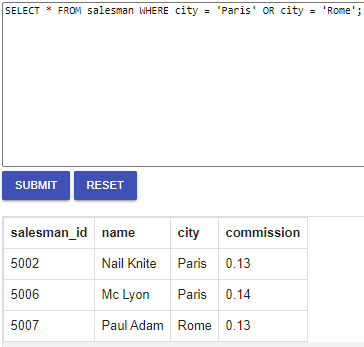 SELECT * FROM salesman WHERE city = 'Paris' OR city = 'Rome';
SUBMIT RESET
salesman_id name city commission
5002 Nail Knite Paris 0.13
5006 Mc Lyon Paris 0.14
5007 Paul Adam Rome 0.13